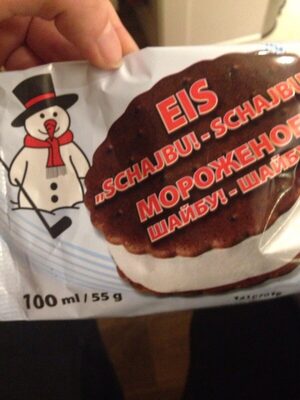 EIS
„SCHAJBU! - SCHAJBU
МОРОЖЕНОЕ
ШАЙБУ! - ШАЙБУ
100 ml / 55 g